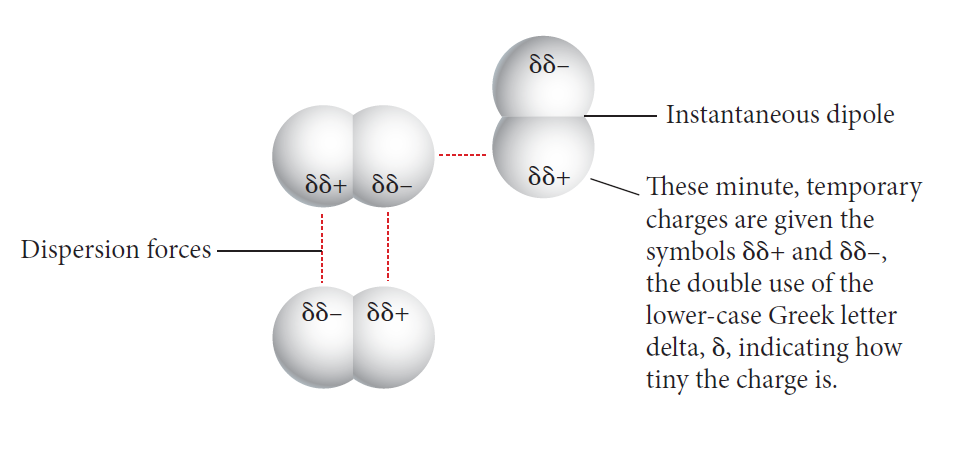 δδ–
Instantaneous dipole
δδ+ δδ–
δδ+
These minute, temporary
charges are given the
symbols δδ+ and δδ–,
the double use of the
lower-case Greek letter
delta, δ, indicating how
tiny the charge is.
Dispersion forces
δδ– δδ+